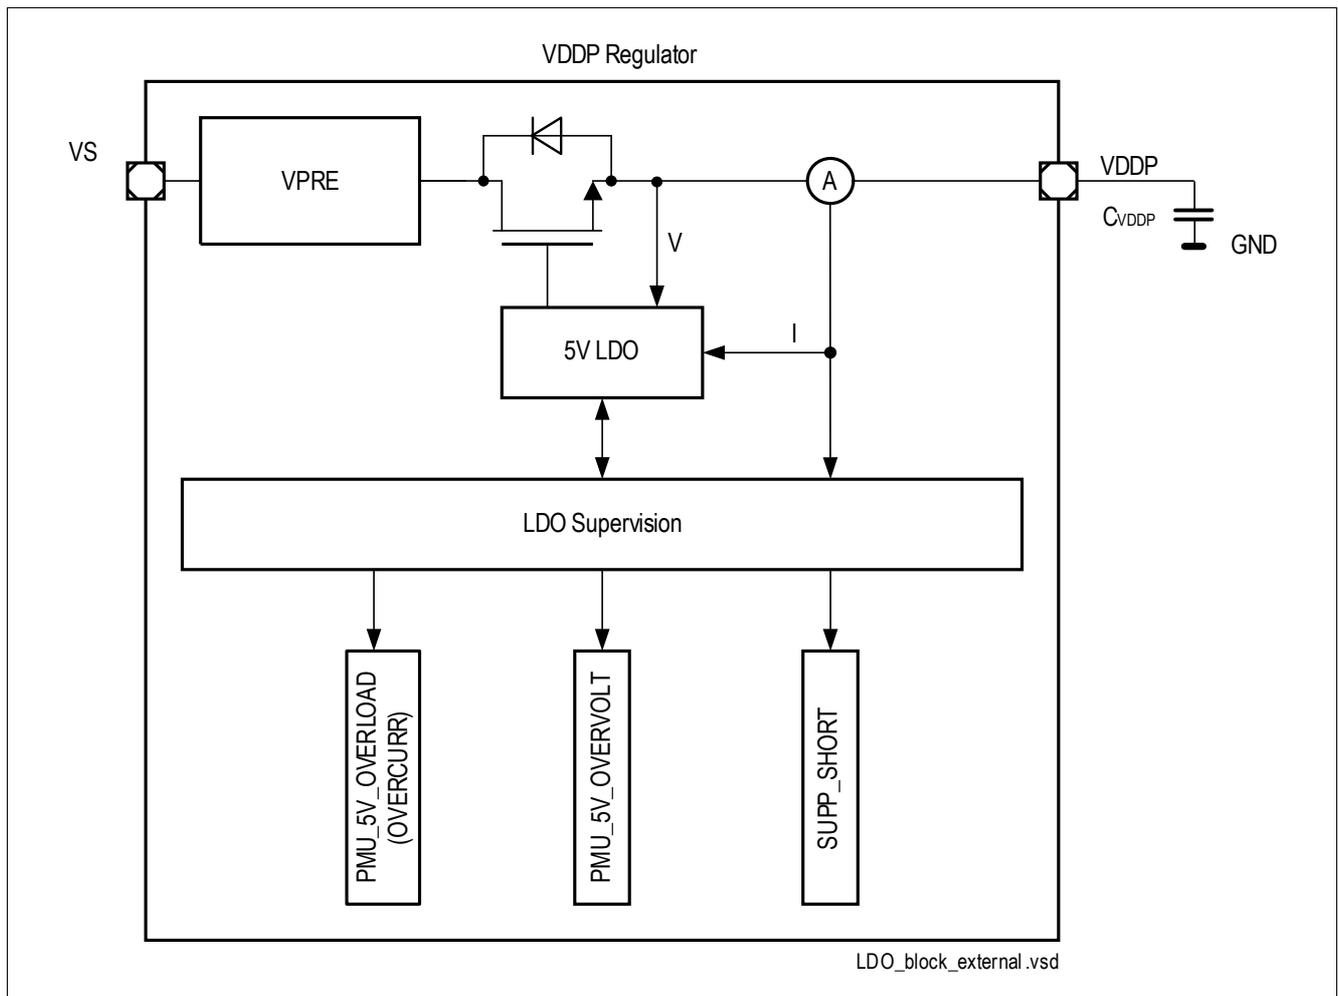 VDDP Regulator
VS
VPRE
A
VDDP
CVDDP
GND
V
5V LDO
I
LDO Supervision
PMU_5V_OVERLOAD
(OVERCURR)
PMU_5V_OVERVOLT
SUPP_SHORT
LDO_block_external.vsd